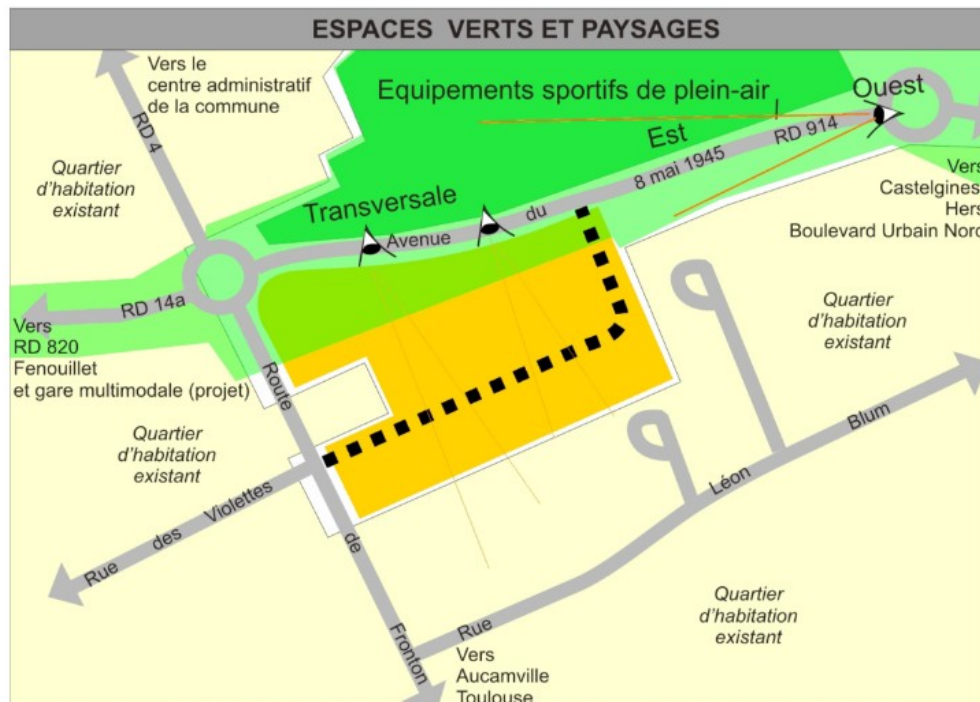 ESPACES VERTS ET PAYSAGES
Vers le
centre administratif
de la commune
RD 4
Equipements sportifs de plein-air
Ouest
Est
RD 914
8 mai 1945
du
Avenue
Transversale
Quartier
d'habitation
existant
Vers
Castelgines
Hers
Boulevard Urbain Nord
RD 14a
Vers
RD 820
Fenouillet
et gare multimodale (projet)
Route
de
Fronton
Quartier
d'habitation
existant
Quartier
d'habitation
existant
Rue des Violettes
Rue
Léon
Blum
Quartier
d'habitation
existant
Vers
Aucamville
Toulouse